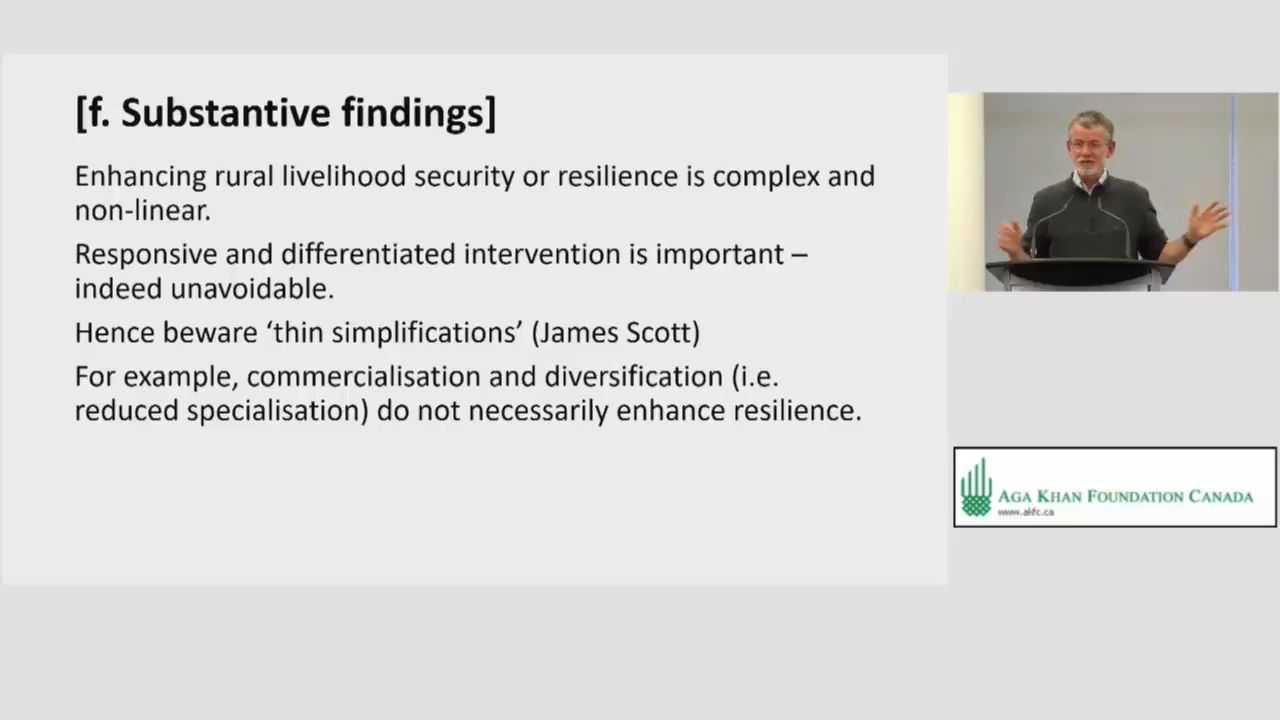 [f. Substantive findings]
Enhancing rural livelihood security or resilience is complex and
non-linear.
Responsive and differentiated intervention is important –
indeed unavoidable.
Hence beware ‘thin simplifications’ (James Scott)
For example, commercialisation and diversification (i.e.
reduced specialisation) do not necessarily enhance resilience.
AGA KHAN FOUNDATION CANADA
www.akfc.ca